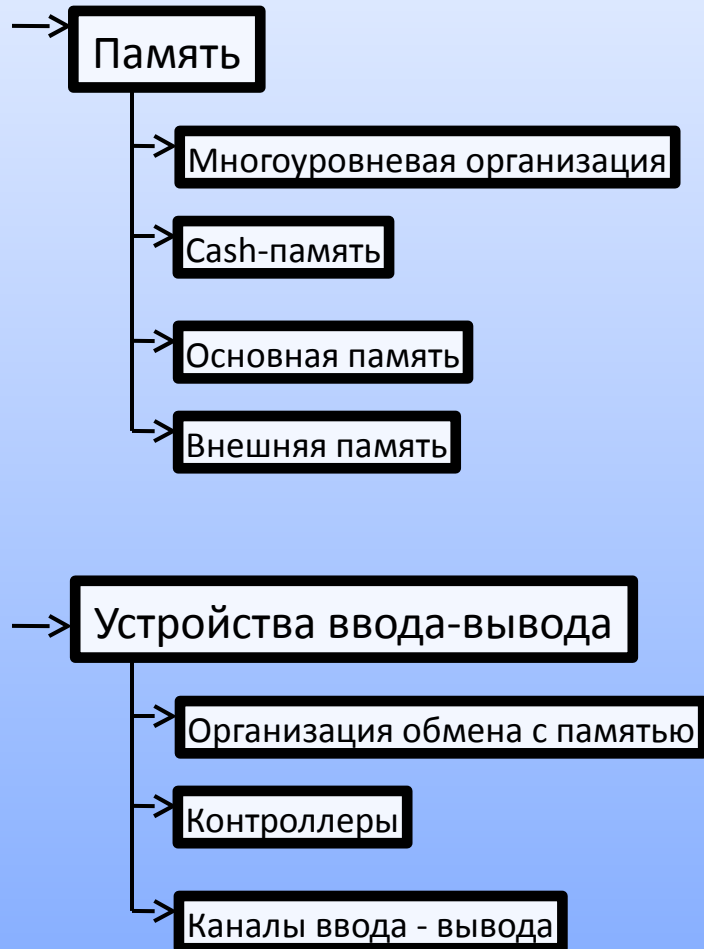 Память
Многоуровневая организация
Cash-память
Основная память
Внешняя память
Устройства ввода-вывода
Организация обмена с памятью
Контроллеры
Каналы ввода - вывода